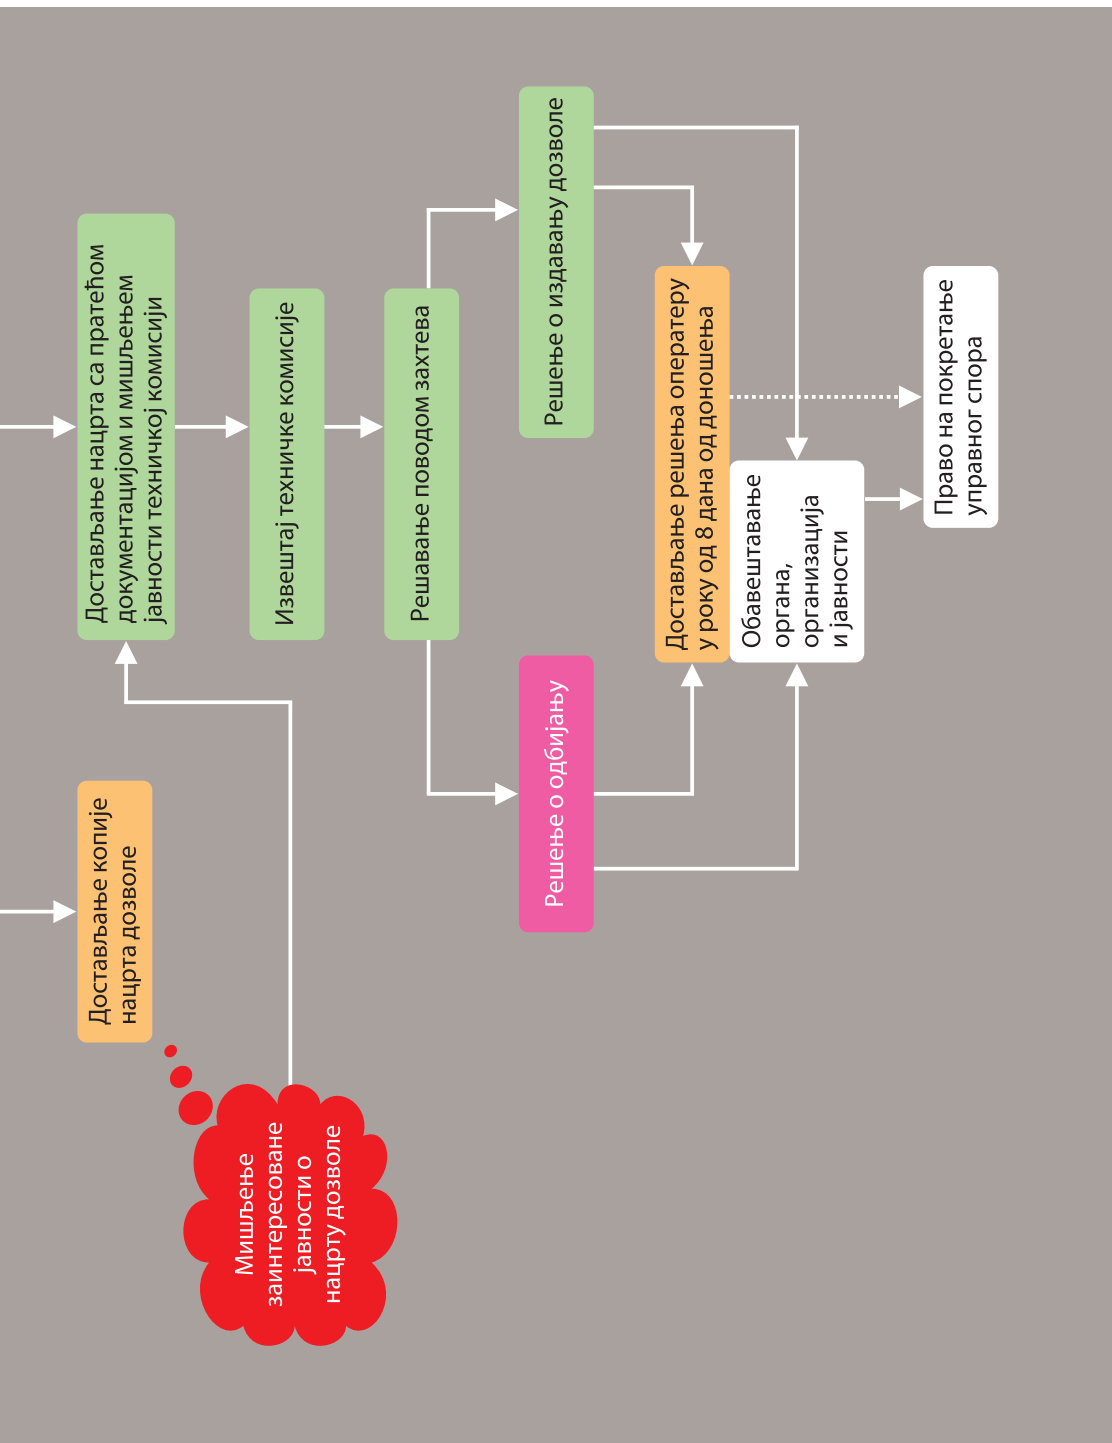 Достављање копије
нацрта дозволе
Мишљење
заинтересоване
јавности о
нацрту дозволе
Достављање нацрта са пратећом
документацијом и мишљењем
јавности техничкој комисији
Извештај техничке комисије
Решавање поводом захтева
Решење о одбијању
Решење о издавању дозволе
Достављање решења оператеру
у року од 8 дана од доношења
Обавештавање
органа,
организација
и јавности
Право на покретање
управног спора